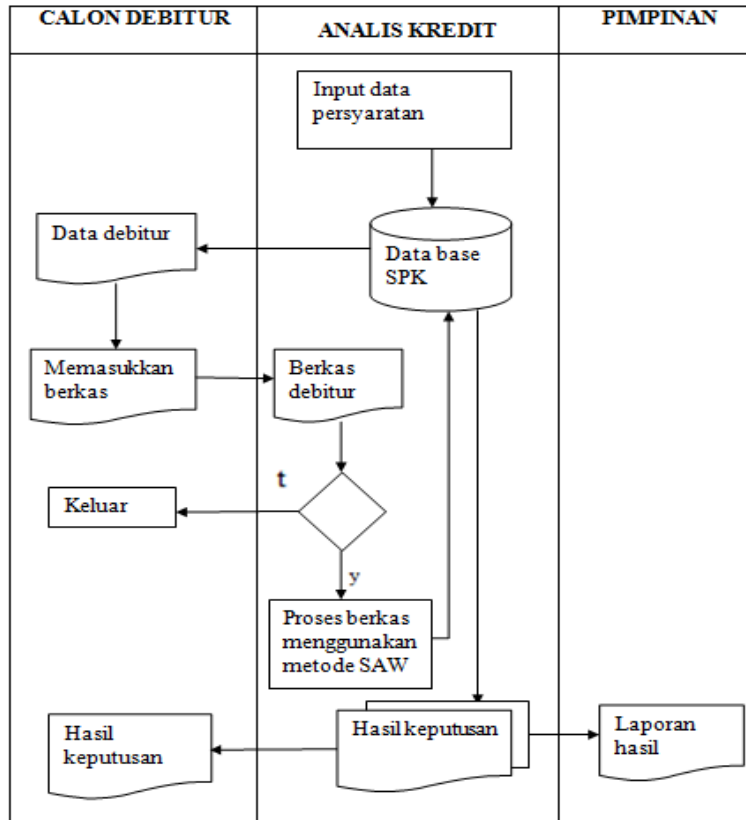 CALON DEBITUR
ANALIS KREDIT
PIMPINAN
Input data
persyaratan
Data debitur
Data base
SPK
Memasukkan
berkas
Berkas
debitur
t
Keluar
y
Proses berkas
menggunakan
metode SAW
Hasil
keputusan
Hasil keputusan
Laporan
hasil